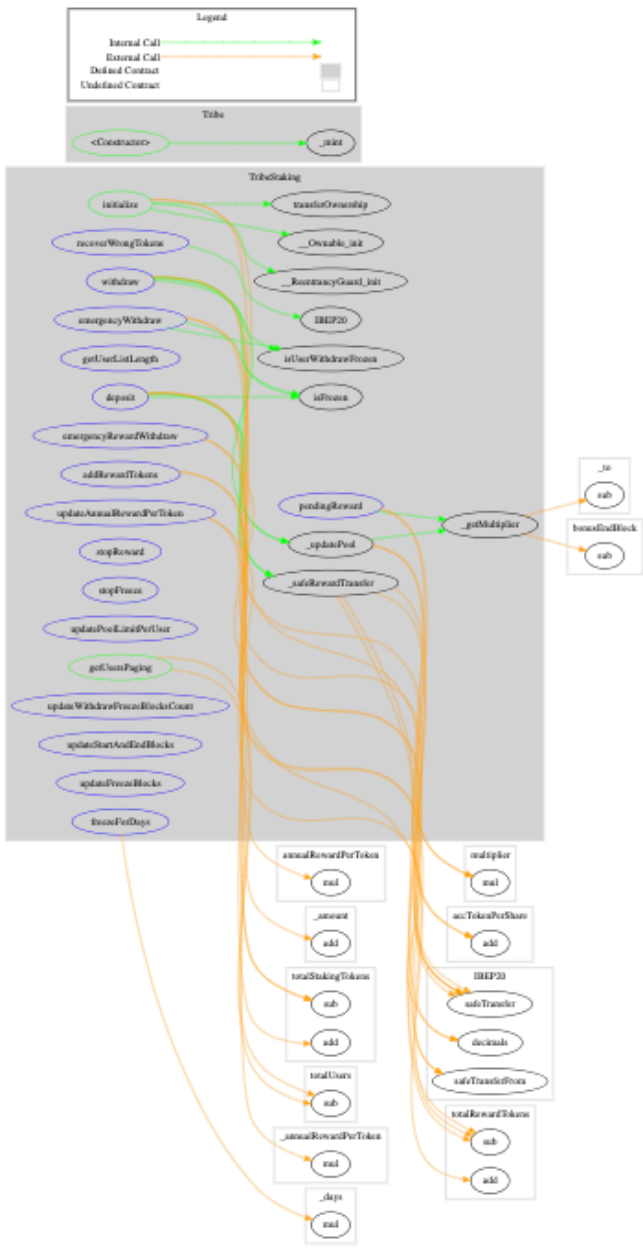 Legend
Internal Call
External Call
Defined Contract
Undefined Contract
Tribe
<Constructor>
_mint
TribeStaking
initialize
transferOwnership
recoverWrongTokens
__Ownable_init
withdraw
__ReentrancyGuard_init
emergencyWithdraw
IBEP20
getUserListLength
isUserWithdrawFrozen
deposit
isFrozen
emergencyRewardWithdraw
addRewardTokens
updateAnnualRewardPerToken
stopReward
stopFreeze
updatePoolLimitPerUser
getUsersPaging
updateWithdrawFreezeBlocksCount
updateStartAndEndBlocks
updateFreezeBlocks
freezeForDays
pendingReward
_updatePool
_safeRewardTransfer
_getMultiplier
_to
sub
bonusEndBlock
sub
annualRewardPerToken
mul
_amount
add
totalStakingTokens
sub
add
totalUsers
sub
_annualRewardPerToken
mul
_days
mul
multiplier
mul
accTokenPerShare
add
IBEP20
safeTransfer
decimals
safeTransferFrom
totalRewardTokens
sub
add